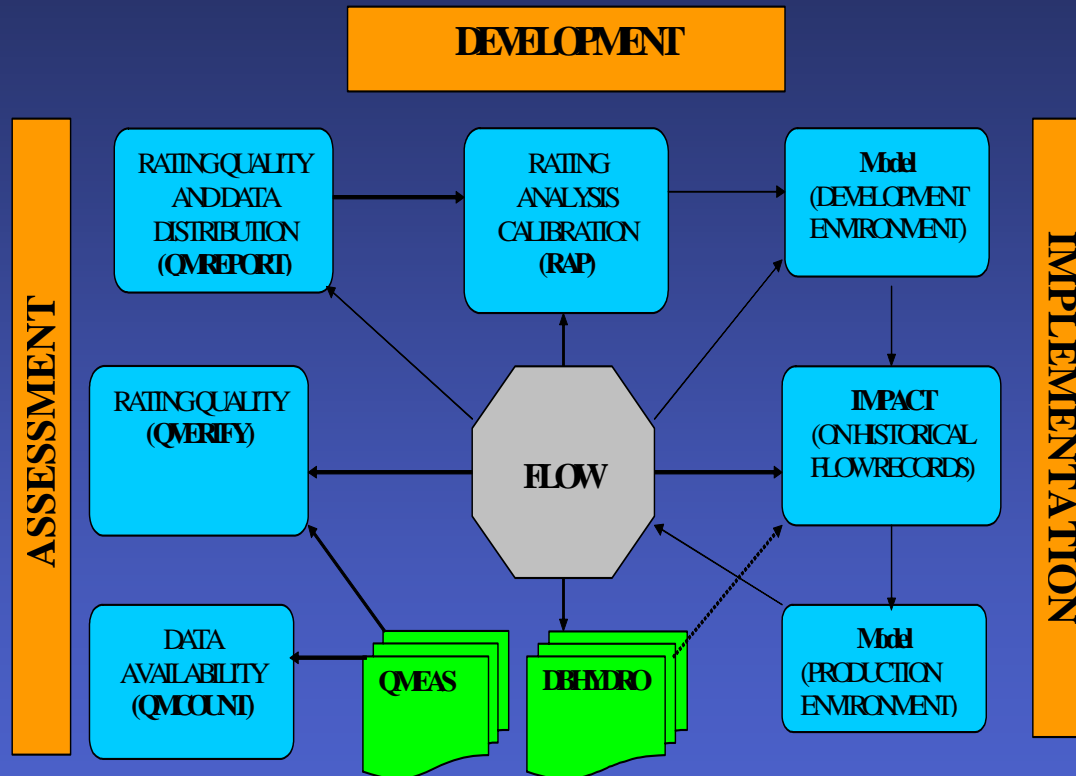 DEVELOPMENT
ASSESSMENT
RATING QUALITY
AND DATA
DISTRIBUTION
(QMREPORT)
RATING
ANALYSIS
CALIBRATION
(RAP)
Model
(DEVELOPMENT
ENVIRONMENT)
IMPLEMENTATION
RATING QUALITY
(QVERIFY)
FLOW
IMPACT
(ON HISTORICAL
FLOW RECORDS)
DATA
AVAILABILITY
(QMCOUNT)
QMEAS
DBHYDRO
Model
(PRODUCTION
ENVIRONMENT)